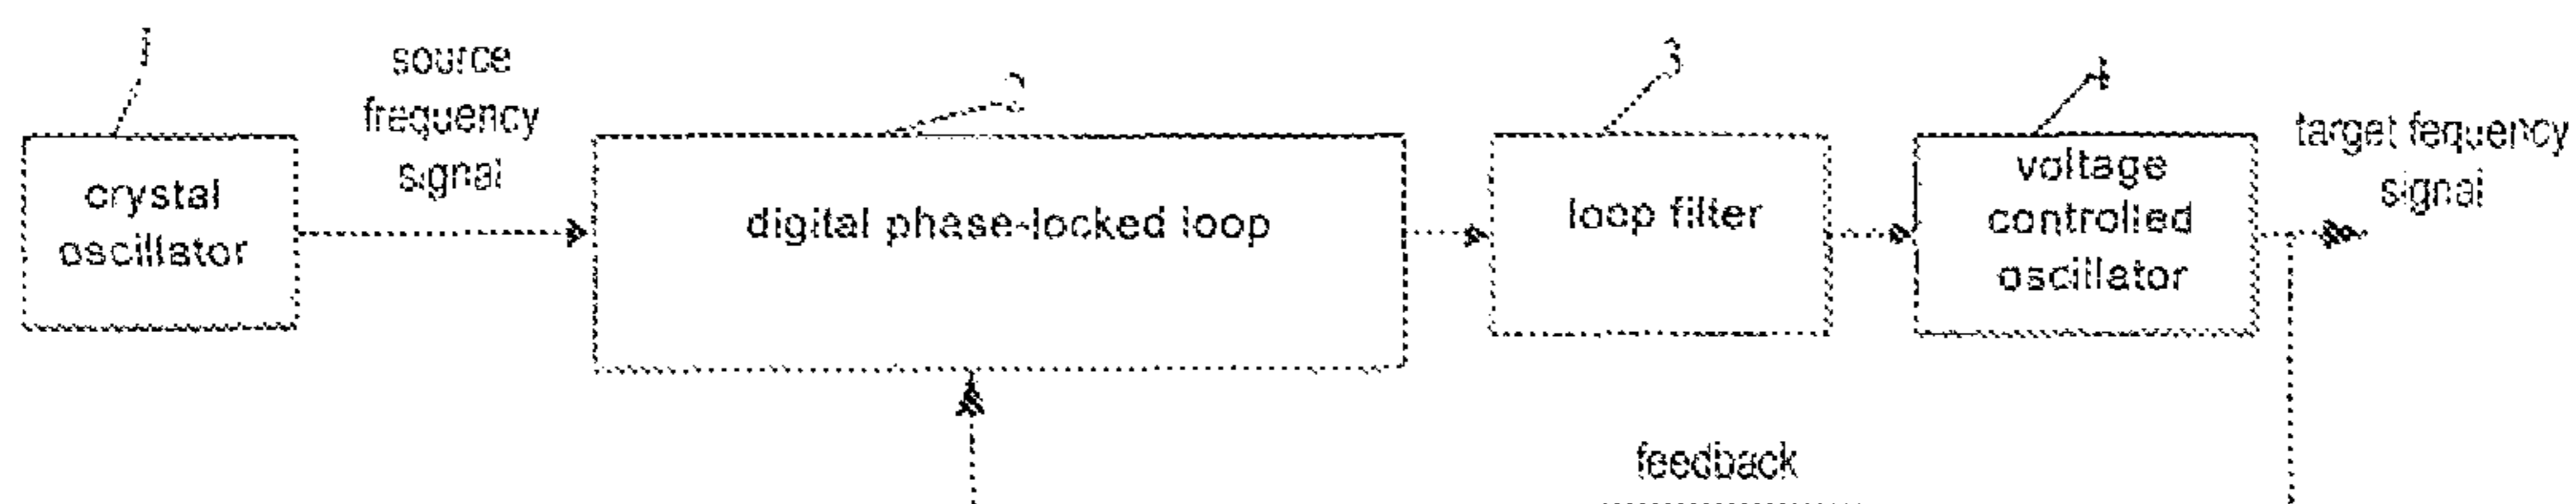 1
source
frequency
signal
2
3
4
crystal
oscillator
digital phase-locked loop
loop filter
voltage
controlled
oscillator
target fequency
signal
feedback